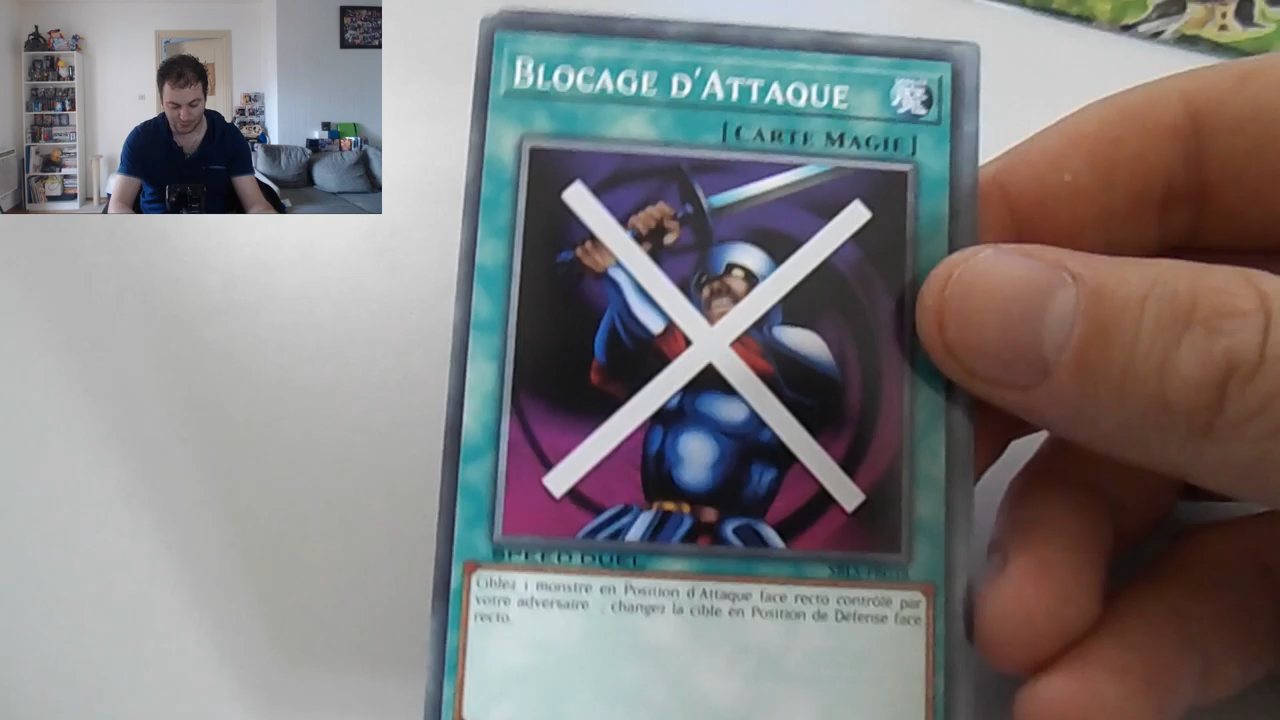 BLOCAGE D'ATTAQUE
[CARTE MAGIE]
SPEED DUEL
Ciblez 1 monstre en Position d'Attaque face recto contrôlé par
votre adversaire ; changez la cible en Position de Défense face
recto.